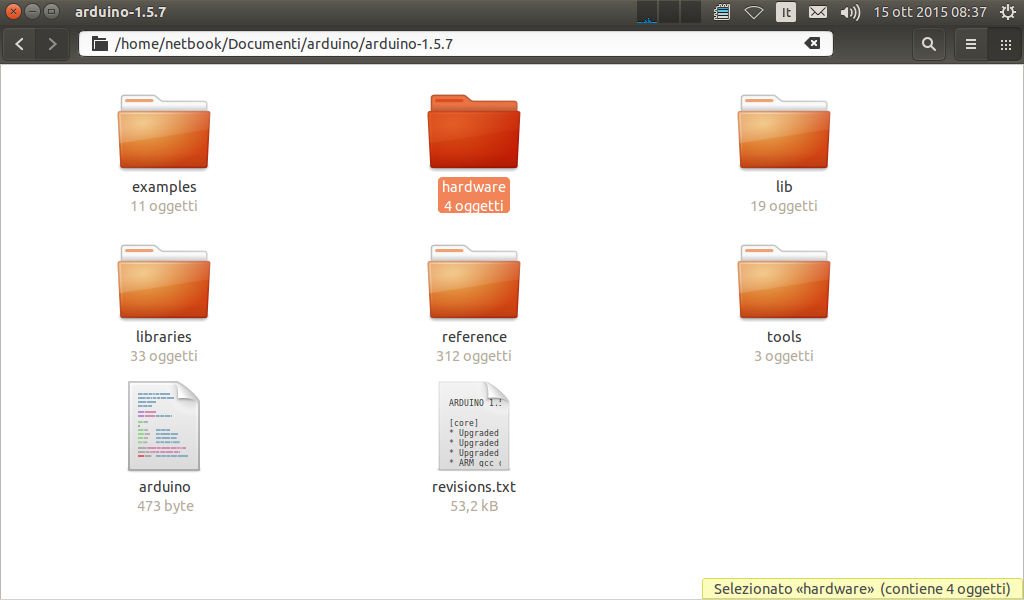 arduino-1.5.7
It
15 ott 2015 08:37
/home/netbook/Documenti/arduino/arduino-1.5.7
examples
11 oggetti
hardware
4 oggetti
lib
19 oggetti
libraries
33 oggetti
reference
312 oggetti
tools
3 oggetti
ARDUINO 1.5
[core]
* Upgraded
* Upgraded
* Upgraded
* ARM gcc
arduino
473 byte
revisions.txt
53,2 kB
Selezionato «hardware» (contiene 4 oggetti)